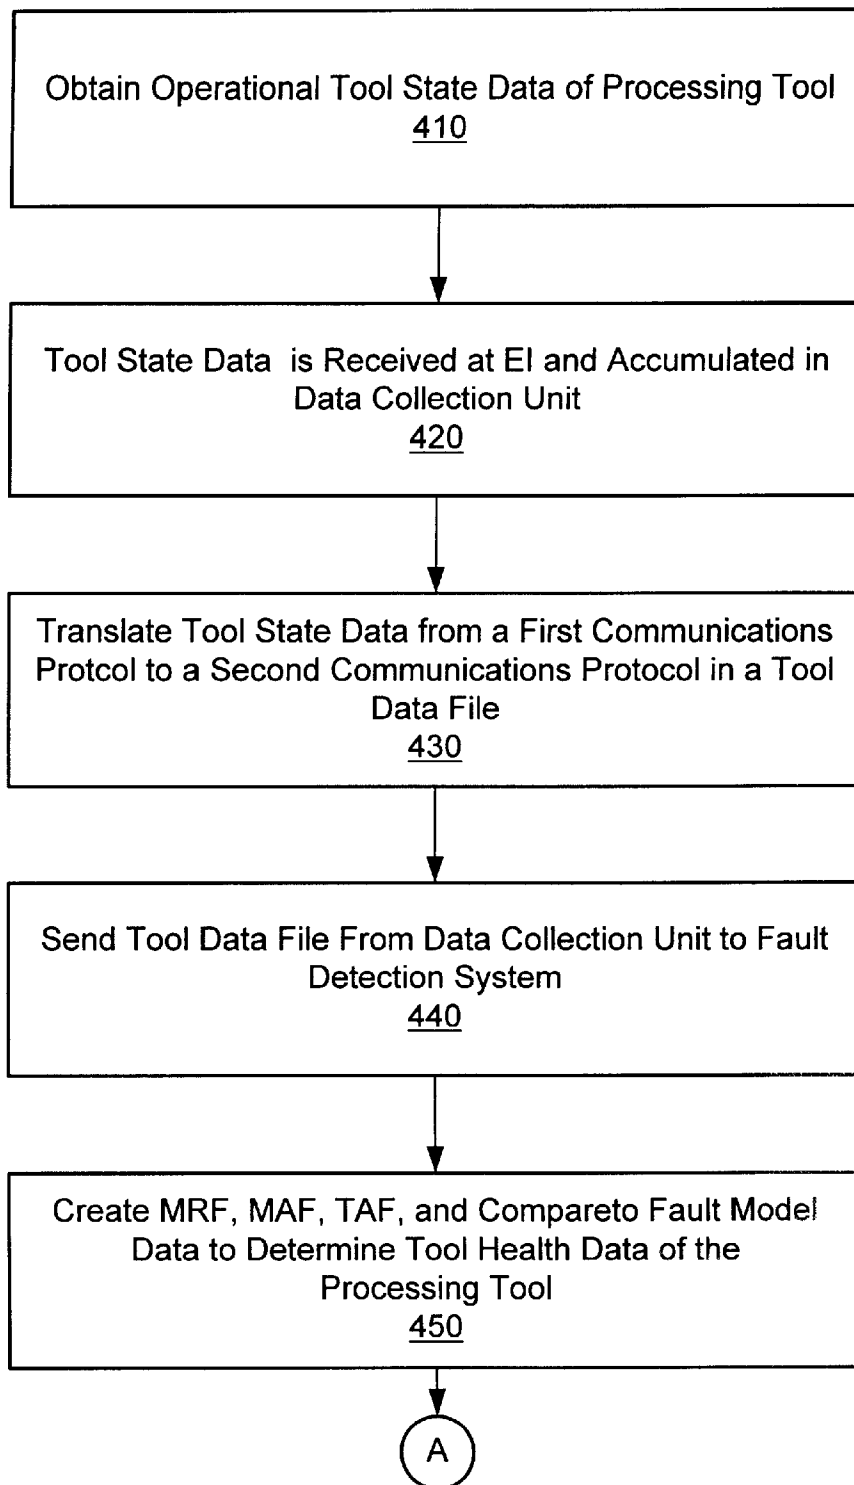 Obtain Operational Tool State Data of Processing Tool
410
Tool State Data is Received at EI and Accumulated in
Data Collection Unit
420
Translate Tool State Data from a First Communications
Protcol to a Second Communications Protocol in a Tool
Data File
430
Send Tool Data File From Data Collection Unit to Fault
Detection System
440
Create MRF, MAF, TAF, and Compareto Fault Model
Data to Determine Tool Health Data of the
Processing Tool
450
A